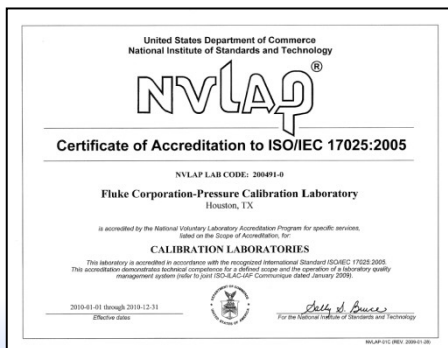 United States Department of Commerce
National Institute of Standards and Technology
NVLAP®
Certificate of Accreditation to ISO/IEC 17025:2005
NVLAP LAB CODE: 200491-0
Fluke Corporation-Pressure Calibration Laboratory
Houston, TX
is accredited by the National Voluntary Laboratory Accreditation Program for specific services,
listed on the Scope of Accreditation, for:
CALIBRATION LABORATORIES
This laboratory is accredited in accordance with the recognized International Standard ISO/IEC 17025:2005.
This accreditation demonstrates technical competence for a defined scope and the operation of a laboratory quality
management system (refer to joint ISO-ILAC-IAF Communique dated January 2009).
2010-01-01 through 2010-12-31
Effective dates
Sally S. Bruce
For the National Institute of Standards and Technology
NVLAP-01C (REV. 2009-01-28)